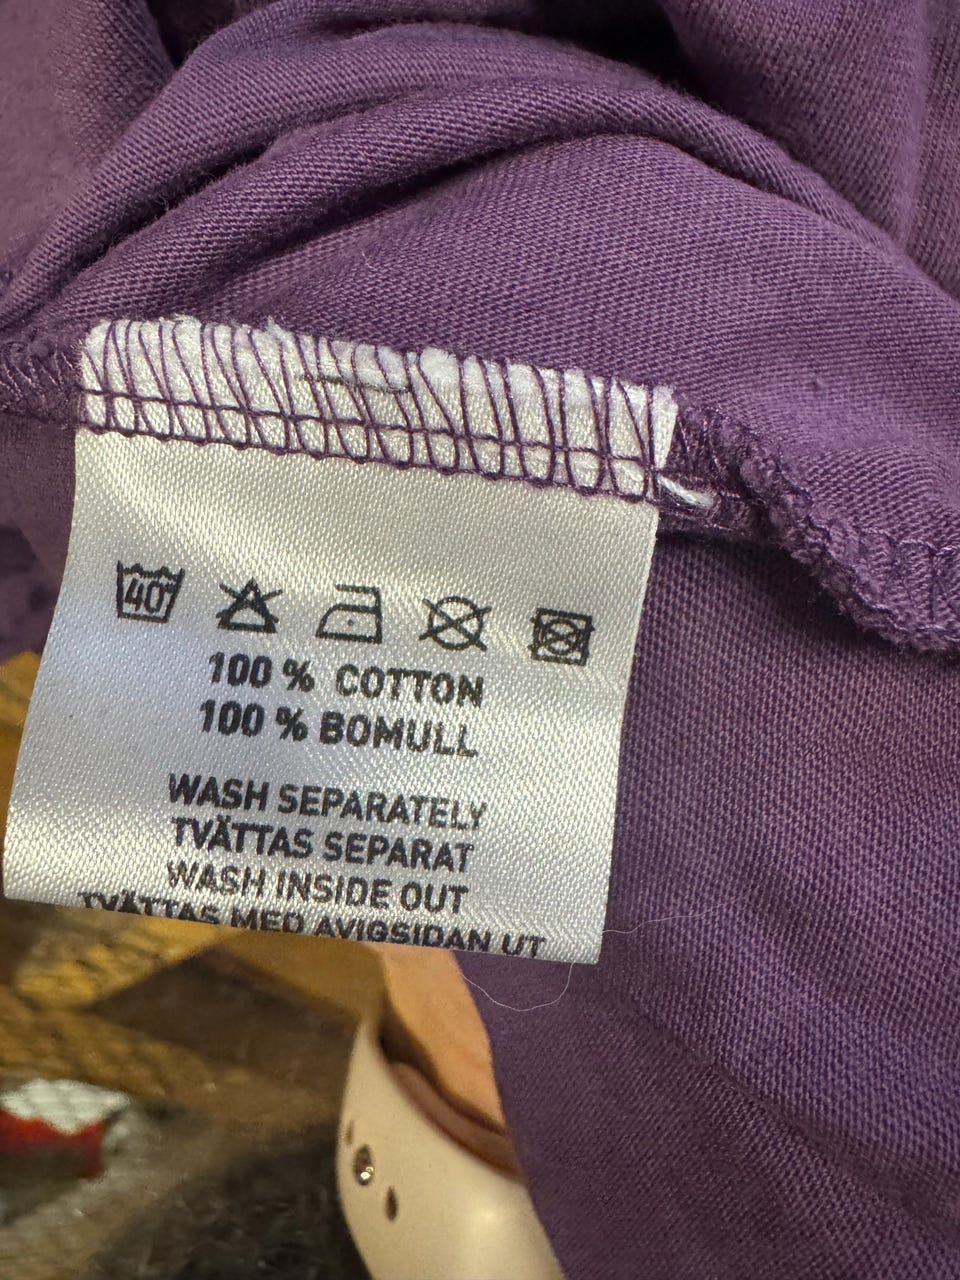 40
100 % COTTON
100 % BOMULL
WASH SEPARATELY
TVÄTTAS SEPARAT
WASH INSIDE OUT
TVÄTTAS MED AVIGSIDAN UT